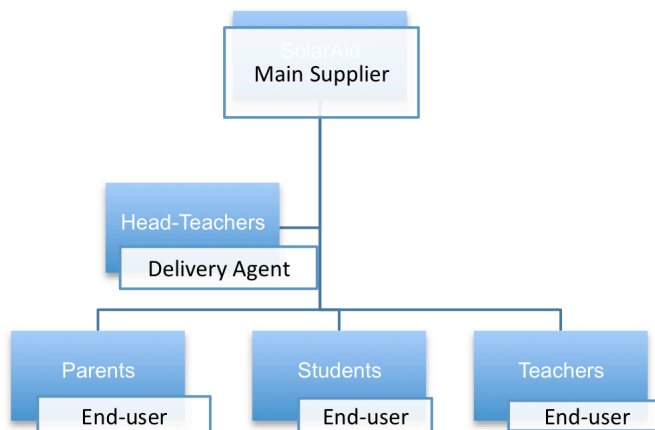 SolarAid
Main Supplier
Head-Teachers
Delivery Agent
Parents
Students
Teachers
End-user
End-user
End-user